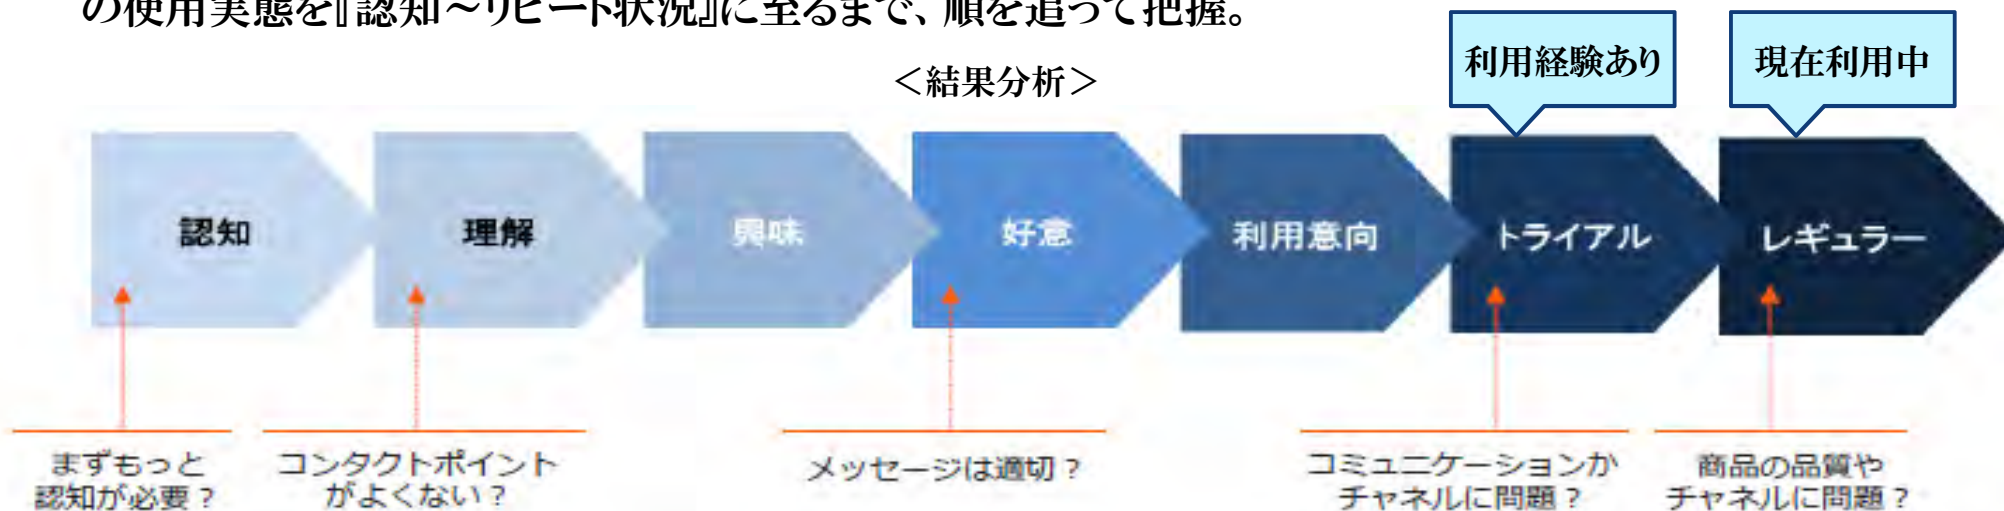 の使用実態を『認知～リピート状況』に至るまで、順を追って把握。
＜結果分析＞
利用経験あり
現在利用中
認知
理解
興味
好意
利用意向
トライアル
レギュラー
まずもっと
認知が必要？
コンタクトポイント
がよくない？
メッセージは適切？
コミュニケーションか
チャネルに問題？
商品の品質や
チャネルに問題？